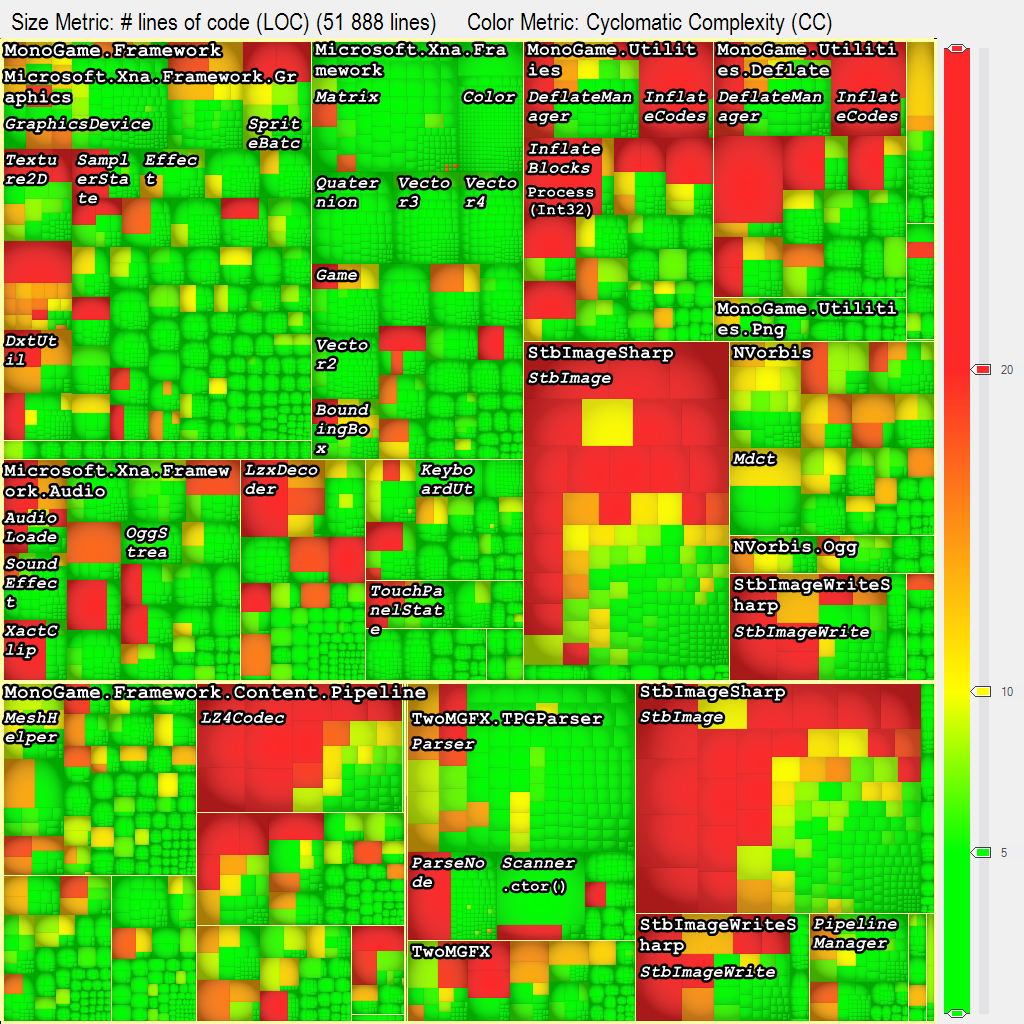 Size Metric: # lines of code (LOC) (51 888 lines) Color Metric: Cyclomatic Complexity (CC)
MonoGame.Framework
Microsoft.Xna.Framework.Gr
aphics
GraphicsDevice
Sprit
eBatc
Textu
re2D
Sampl
erSta
te
Effec
t
DxtUt
il
Microsoft.Xna.Fra
mework
Matrix
Color
Quater
nion
Vecto
r3
Vecto
r4
Game
Vecto
r2
Bound
ingBo
x
MonoGame.Utilit
ies
DeflateMan
ager
Inflat
eCodes
Inflate
Blocks
Process
(Int32)
MonoGame.Utiliti
es.Deflate
DeflateMan
ager
Inflat
eCodes
MonoGame.Utiliti
es.Png
StbImageSharp
StbImage
NVorbis
Mdct
NVorbis.Ogg
StbImageWriteS
harp
StbImageWrite
Microsoft.Xna.Framew
ork.Audio
Audio
Loade
Sound
Effec
t
XactC
lip
OggS
trea
LzxDeco
der
Keybo
ardUt
TouchPa
nelStat
e
MonoGame.Framework.Content.Pipeline
MeshH
elper
LZ4Codec
TwoMGFX.TPGParser
Parser
ParseNo
de
Scanner
.ctor()
TwoMGFX
StbImageSharp
StbImage
StbImageWriteS
harp
StbImageWrite
Pipeline
Manager
20
10
5